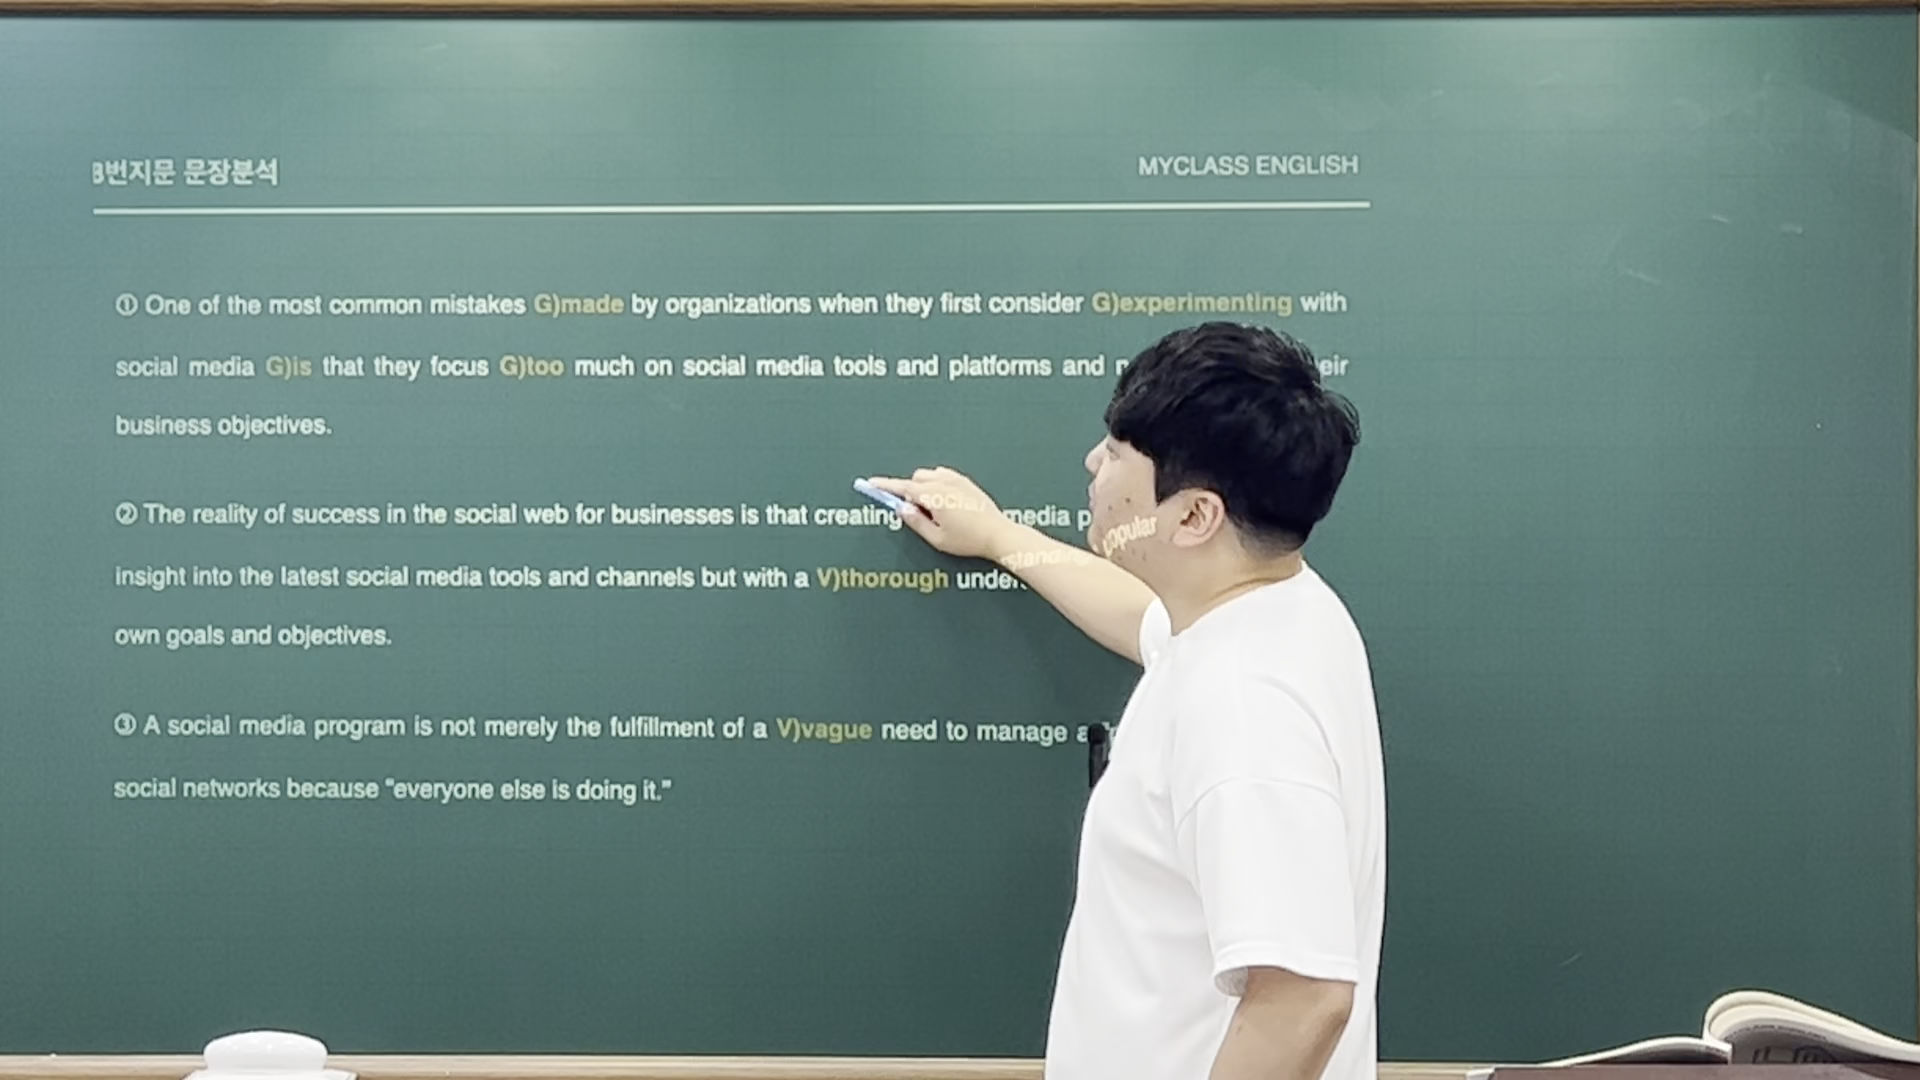 번지문 문장분석
MYCLASS ENGLISH
① One of the most common mistakes G)made by organizations when they first consider G)experimenting with
social media G)is that they focus G)too much on social media tools and platforms and
business objectives.
② The reality of success in the social web for businesses is that creating social media popular
insight into the latest social media tools and channels but with a V)thorough
own goals and objectives.
③ A social media program is not merely the fulfillment of a V)vague need to manage
social networks because "everyone else is doing it."